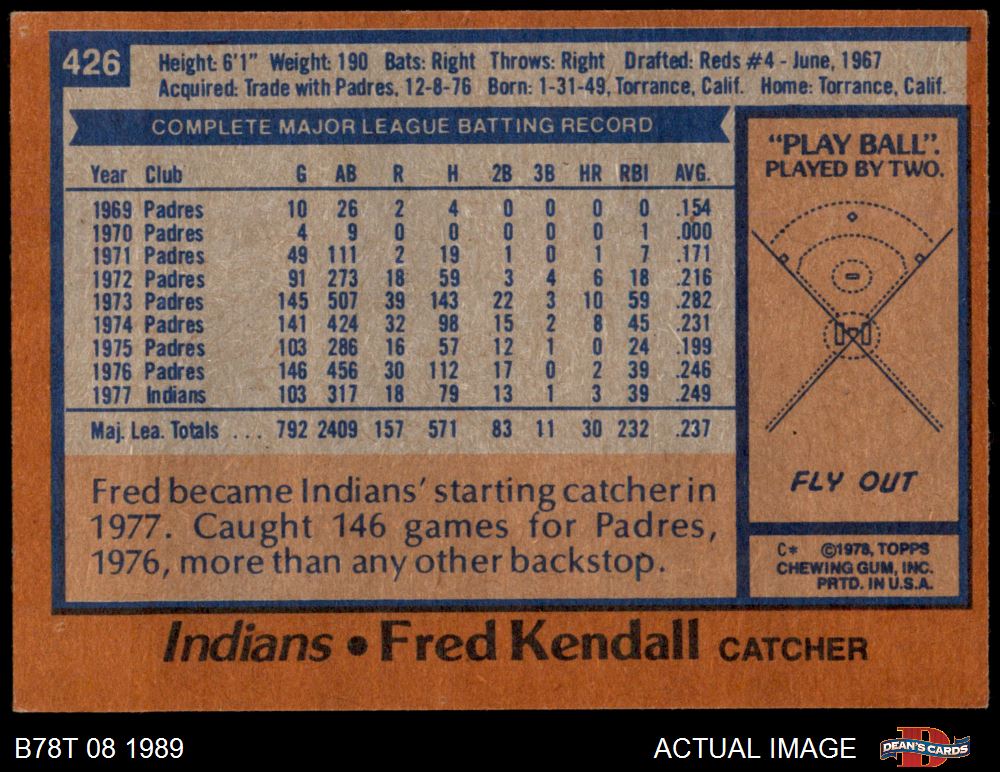 426
Height: 6'1" Weight: 190 Bats: Right Throws: Right Drafted: Reds #4 - June, 1967
Acquired: Trade with Padres, 12-8-76 Born: 1-31-49, Torrance, Calif. Home: Torrance, Calif.
COMPLETE MAJOR LEAGUE BATTING RECORD
Year Club G AB R H 2B 3B HR RBI AVG.
1969 Padres 10 26 2 4 0 0 0 0 .154
1970 Padres 4 9 0 0 0 0 0 1 .000
1971 Padres 49 111 2 19 1 0 1 7 .171
1972 Padres 91 273 18 59 3 4 6 18 .216
1973 Padres 145 507 39 143 22 3 10 59 .282
1974 Padres 141 424 32 98 15 2 8 45 .231
1975 Padres 103 286 16 57 12 1 0 24 .199
1976 Padres 146 456 30 112 17 0 2 39 .246
1977 Indians 103 317 18 79 13 1 3 39 .249
Maj. Lea. Totals ... 792 2409 157 571 83 11 30 232 .237
Fred became Indians' starting catcher in
1977. Caught 146 games for Padres,
1976, more than any other backstop.
"PLAY BALL".
PLAYED BY TWO.
FLY OUT
C* ©1978, TOPPS
CHEWING GUM, INC.
PRTD. IN U.S.A.
Indians • Fred Kendall CATCHER
B78T 08 1989
ACTUAL IMAGE
D
DEAN'S CARDS